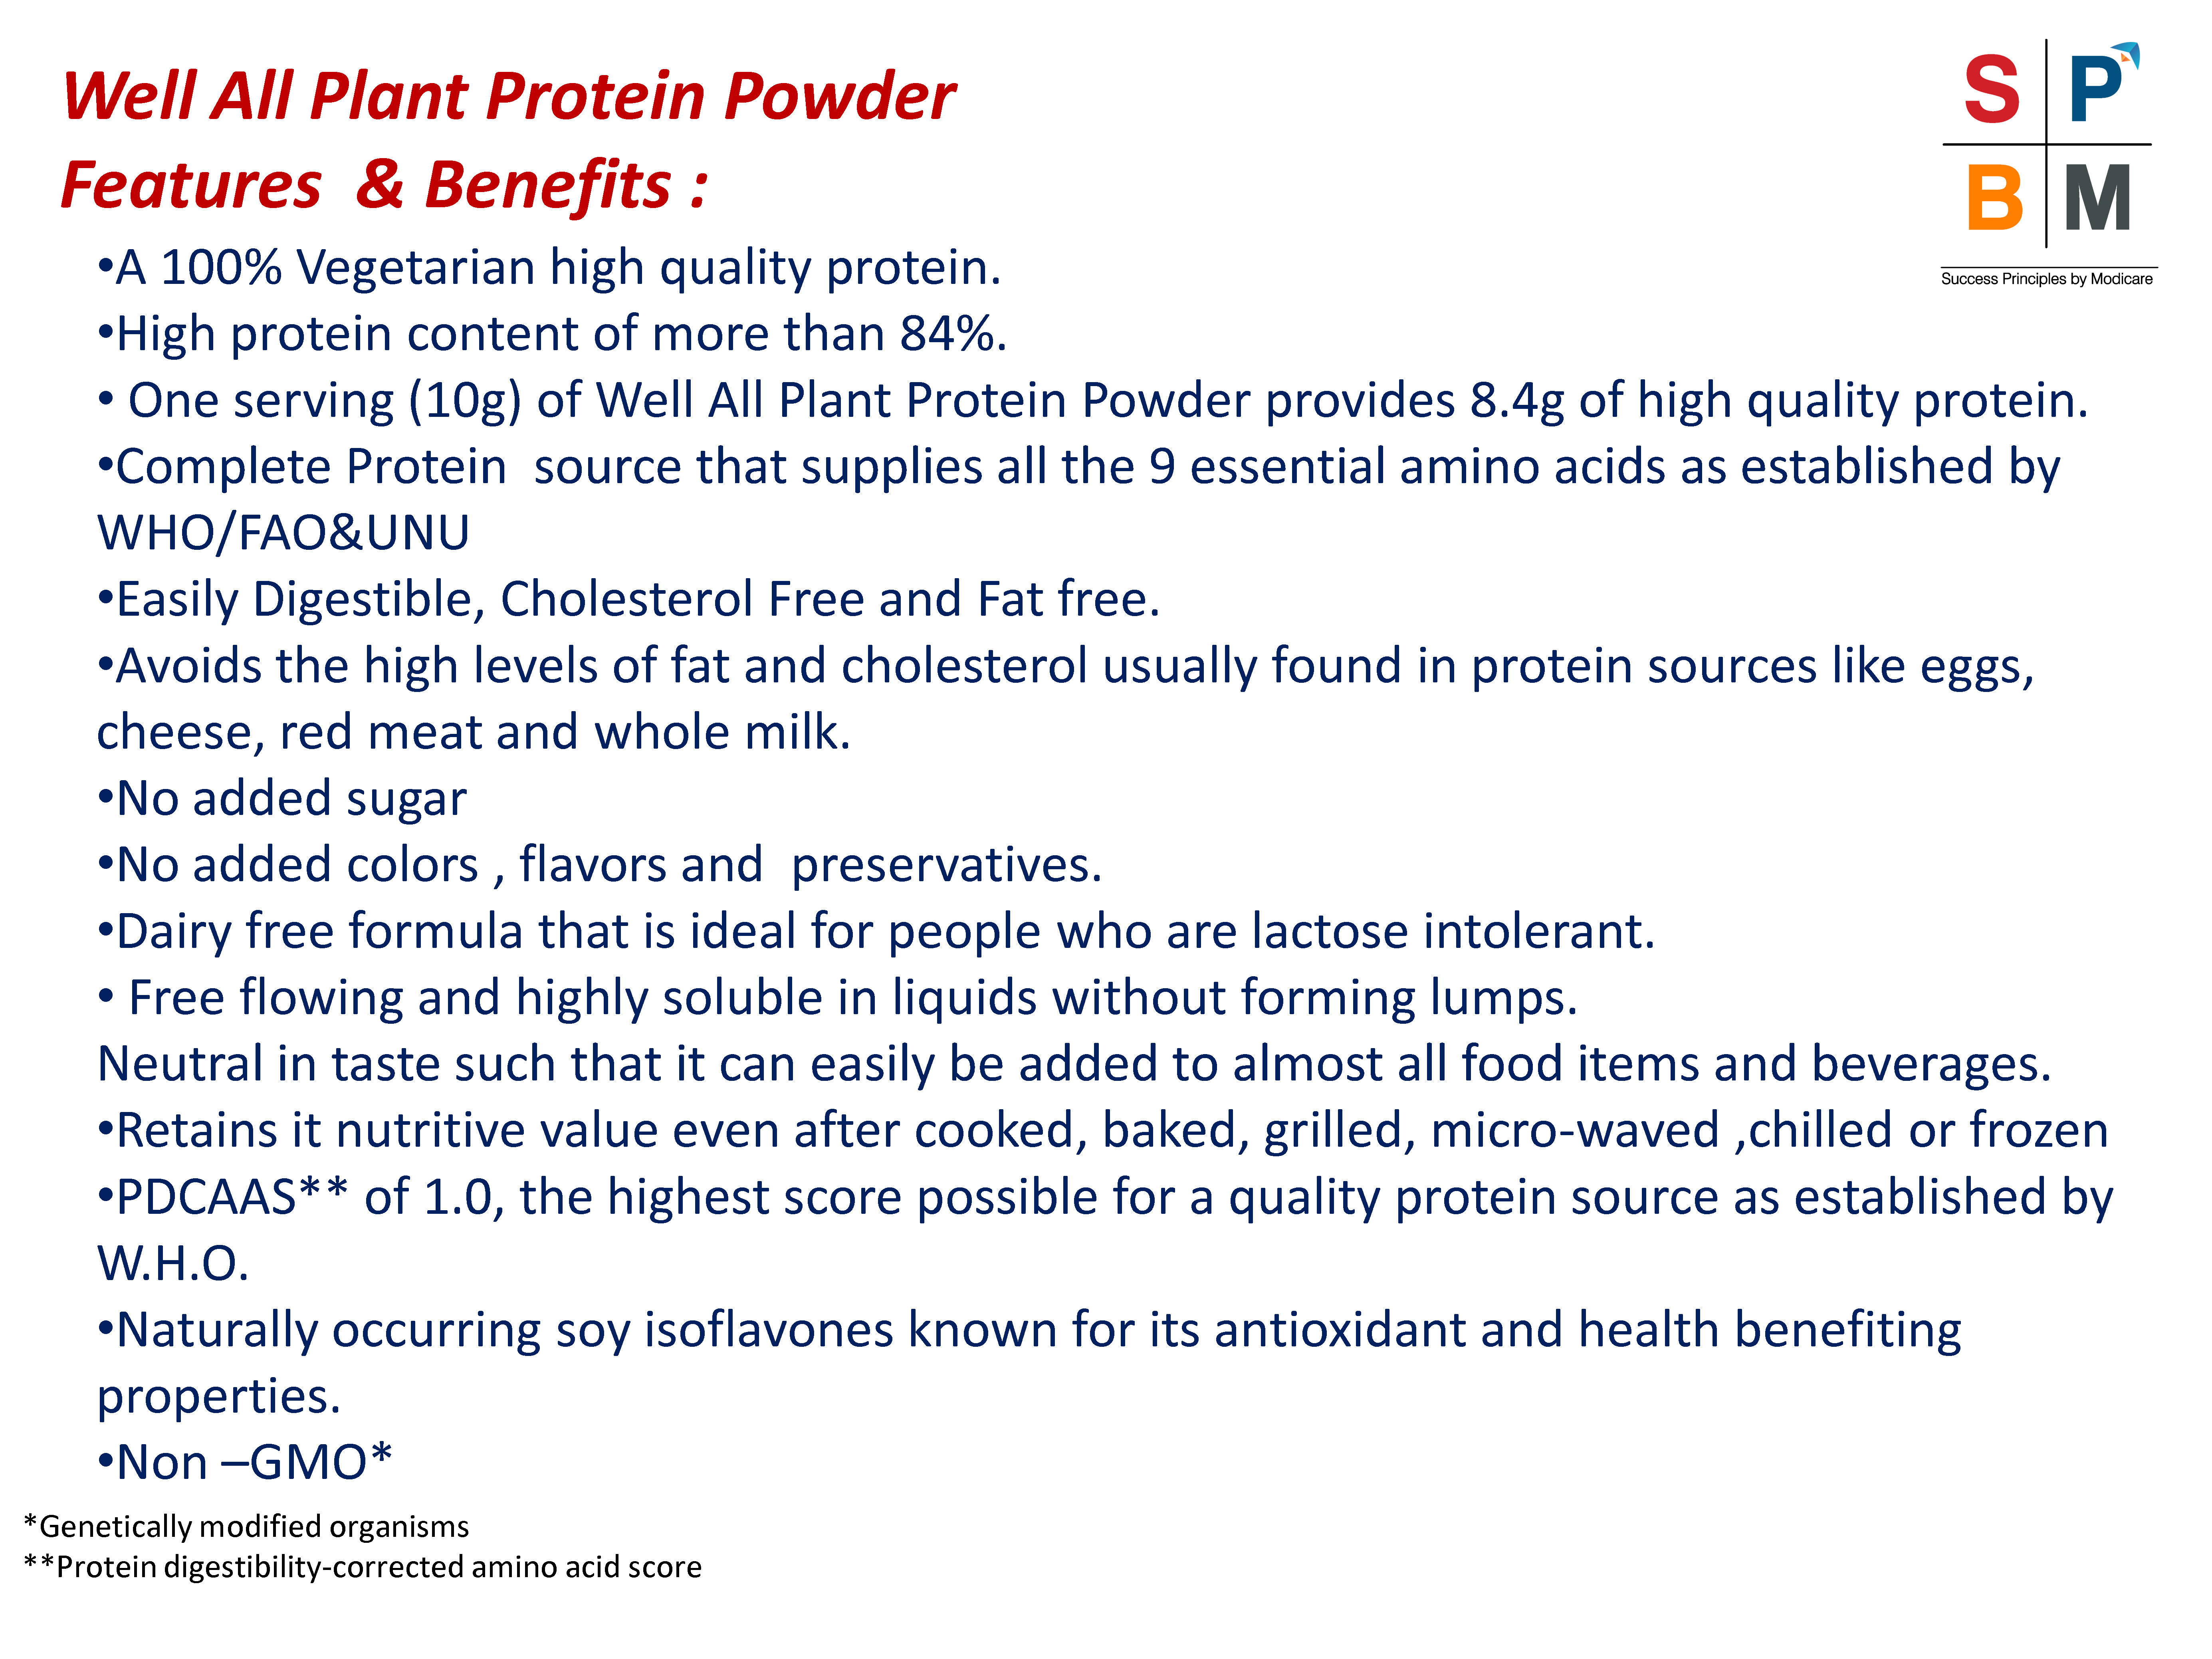 Well All Plant Protein Powder
Features  & Benefits :
S P
B M
Success Principles by Modicare
•A 100% Vegetarian high quality protein.
•High protein content of more than 84%.
• One serving (10g) of Well All Plant Protein Powder provides 8.4g of high quality protein.
•Complete Protein  source that supplies all the 9 essential amino acids as established by
WHO/FAO&UNU
•Easily Digestible, Cholesterol Free and Fat free.
•Avoids the high levels of fat and cholesterol usually found in protein sources like eggs,
cheese, red meat and whole milk.
•No added sugar
•No added colors , flavors and  preservatives.
•Dairy free formula that is ideal for people who are lactose intolerant.
• Free flowing and highly soluble in liquids without forming lumps.
Neutral in taste such that it can easily be added to almost all food items and beverages.
•Retains it nutritive value even after cooked, baked, grilled, micro-waved ,chilled or frozen
•PDCAAS** of 1.0, the highest score possible for a quality protein source as established by
W.H.O.
•Naturally occurring soy isoflavones known for its antioxidant and health benefiting
properties.
•Non –GMO*
*Genetically modified organisms
**Protein digestibility-corrected amino acid score